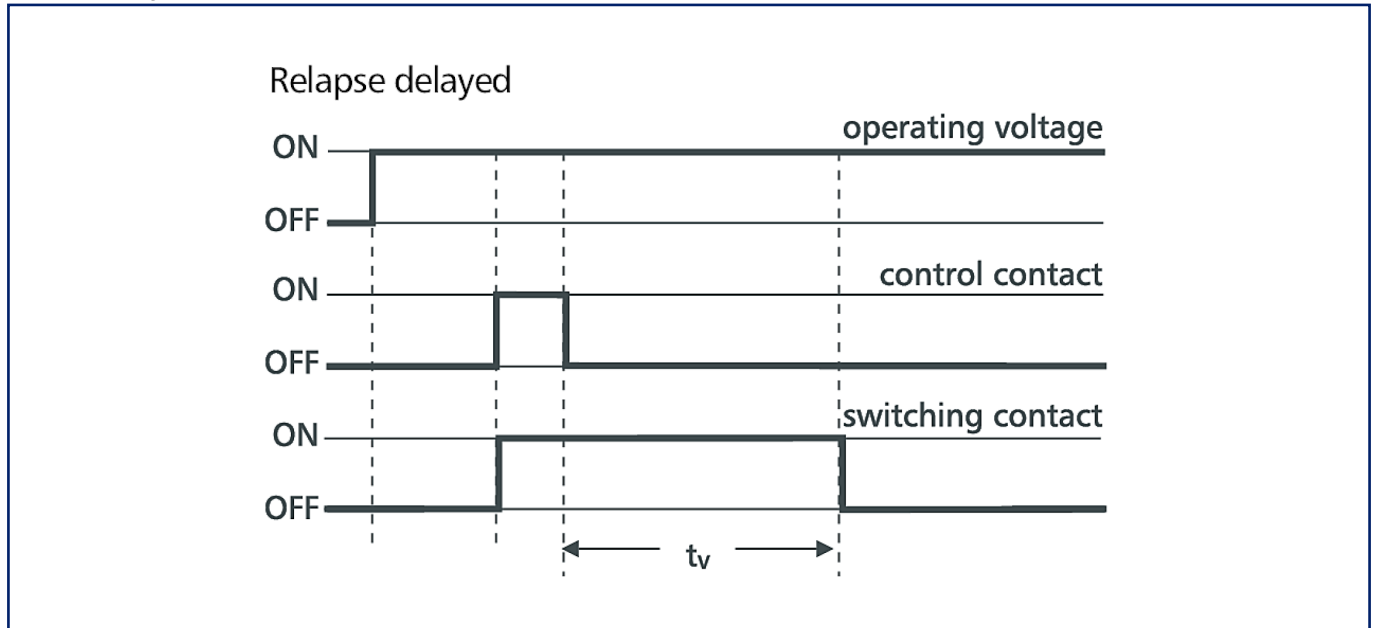 Relapse delayed
operating voltage
ON
OFF
control contact
ON
OFF
switching contact
ON
OFF
tv